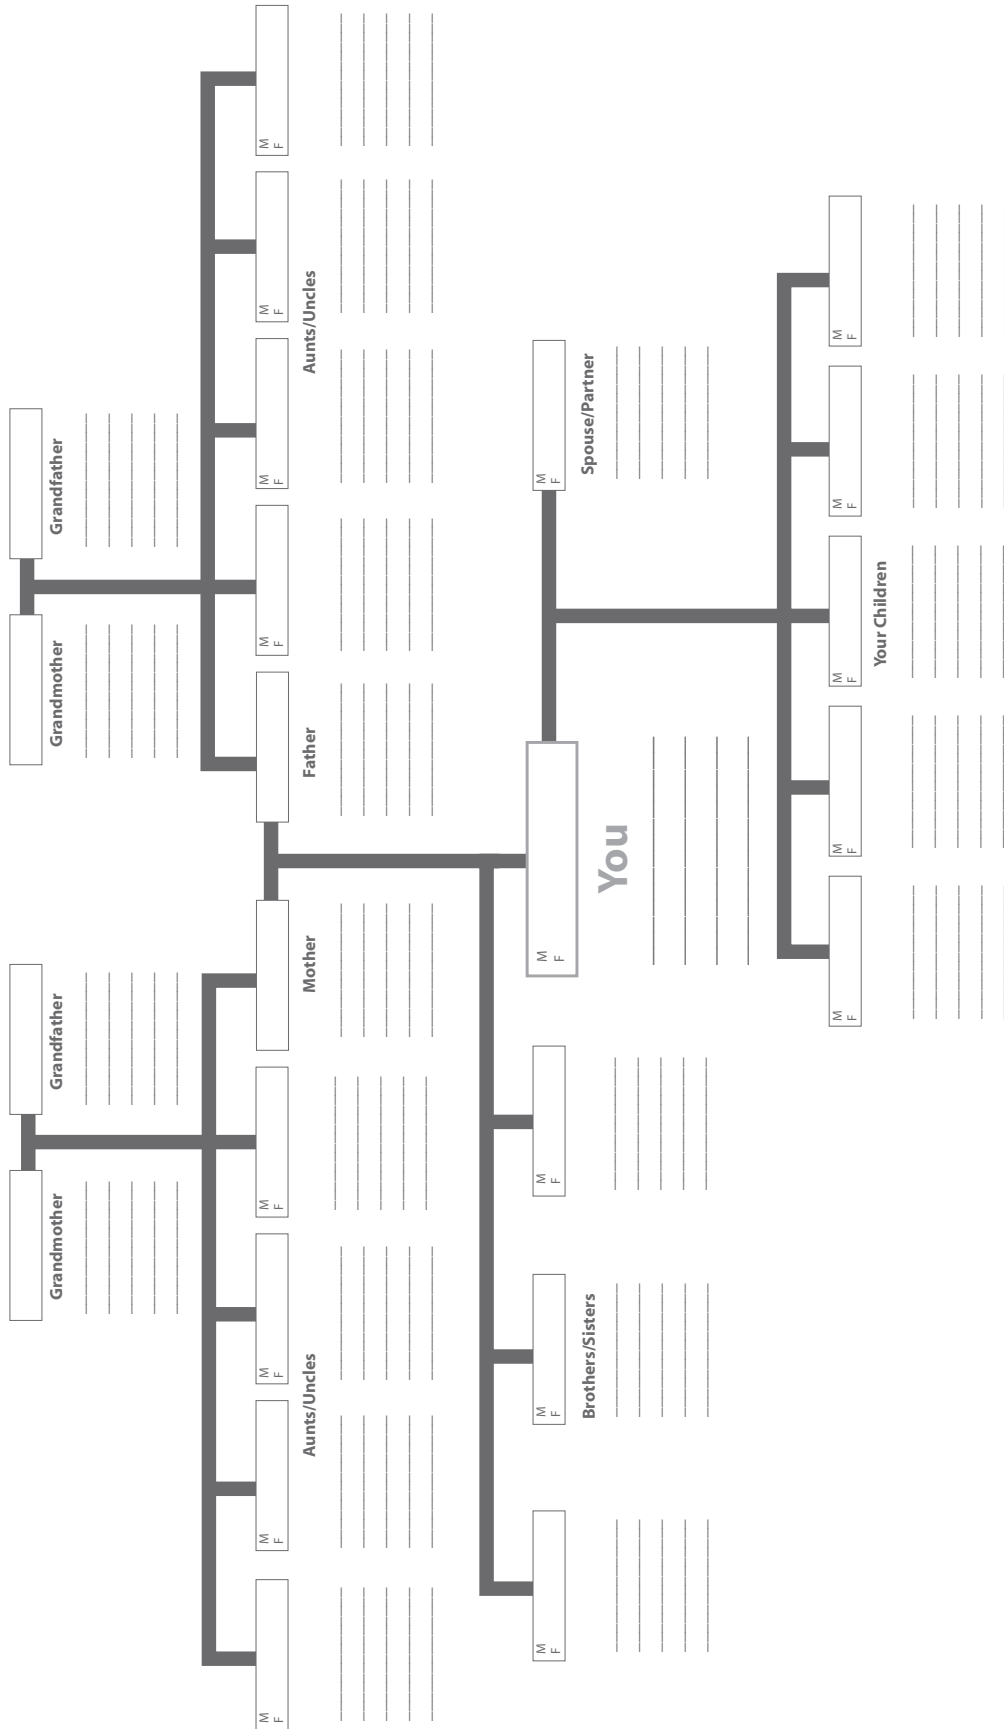 Grandmother
Grandfather
Grandmother
Grandfather
M
F
M
F
M
F
M
F
M
F
M
F
M
F
M
F
Aunts/Uncles
Mother
Father
Aunts/Uncles
M
F
M
F
M
F
M
F
M
F
Brothers/Sisters
You
Spouse/Partner
M
F
M
F
M
F
M
F
M
F
Your Children